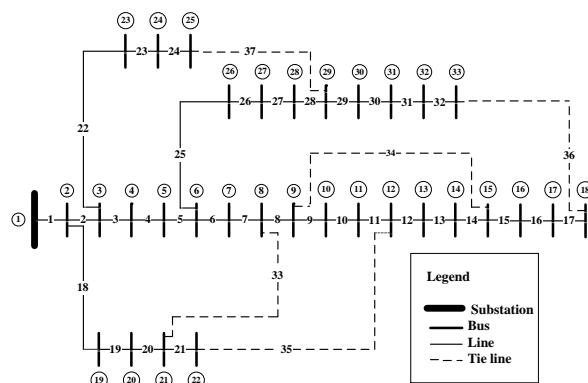 23 24 25
23 24 37
26 27 28 29 30 31 32 33
26 27 28 29 30 31 32
22
25
34
36
2 3 4 5 6 7 8 9 10 11 12 13 14 15 16 17 18
1 1 2 3 4 5 6 7 8 9 10 11 12 13 14 15 16 17
18
33
19 20 21 35
19 20 21 22
Legend
Substation
Bus
Line
Tie line